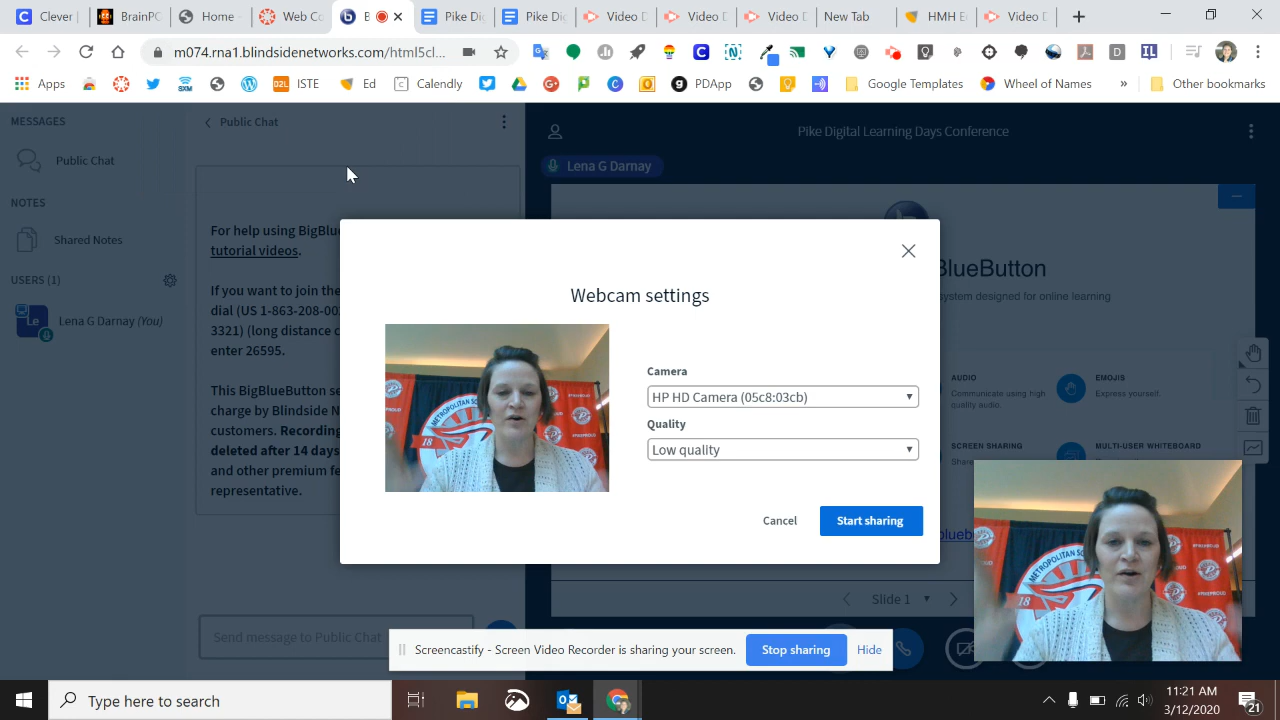 Clever
BrainPC
Home -
Web Co
B
Pike Dig
Pike Dig
Video D
Video D
Video
New Tab
HMH E
Video D
m074.rna1.blindsidenetworks.com/html5cl...
Apps
ISTE
Ed
Calendly
PDApp
Google Templates
Wheel of Names
»
Other bookmarks
MESSAGES
Public Chat
NOTES
Shared Notes
USERS (1)
Le
Lena G Darnay (You)
Public Chat
For help using BigBlue
tutorial videos.
If you want to join the
dial (US 1-863-208-00
3321) (long distance c
enter 26595.
This BigBlueButton se
charge by Blindside N
customers. Recording
deleted after 14 days
and other premium fe
representative.
Send message to Public Chat
Pike Digital Learning Days Conference
Lena G Darnay
BlueButton
system designed for online learning
AUDIO
Communicate using high
quality audio.
EMOJIS
Express yourself.
SCREEN SHARING
Share
MULTI-USER WHITEBOARD
Slide 1
Webcam settings
Camera
HP HD Camera (05c8:03cb)
Quality
Low quality
Cancel
Start sharing
METROPOLITAN SC
18
Screencastify - Screen Video Recorder is sharing your screen.
Stop sharing
Hide
Type here to search
11:21 AM
3/12/2020
21